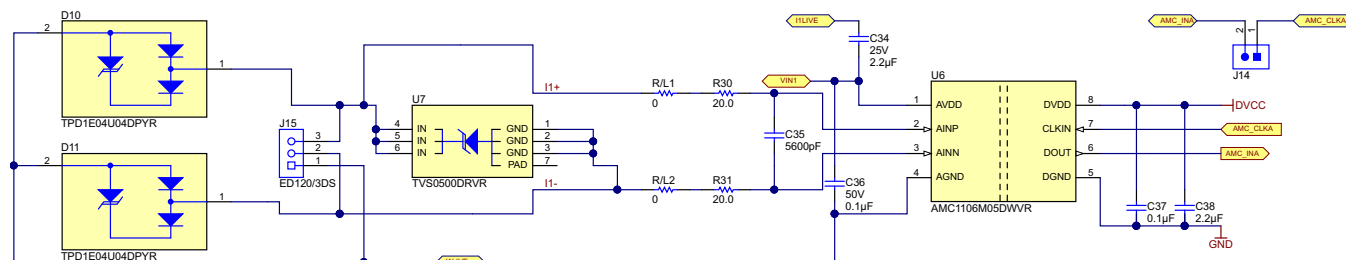 D10
2
1
TPD1E04U04DPYR
D11
2
1
TPD1E04U04DPYR
J15
3
2
1
ED120/3DS
U7
4 IN GND 1
5 IN GND 2
6 IN GND 3
PAD 7
TVS0500DRVR
I1+
I1-
R/L1
0
R30
20.0
R/L2
0
R31
20.0
C35
5600pF
I1LIVE
C34
25V
2.2µF
VIN1
C36
50V
0.1µF
U6
1 AVDD DVDD 8
2 AINP CLKIN 7
3 AINN DOUT 6
4 AGND DGND 5
AMC1106M05DWVR
DVCC
AMC_CLKA
AMC_INA
C37
0.1µF
C38
2.2µF
GND
AMC_INA
AMC_CLKA
2
1
J14